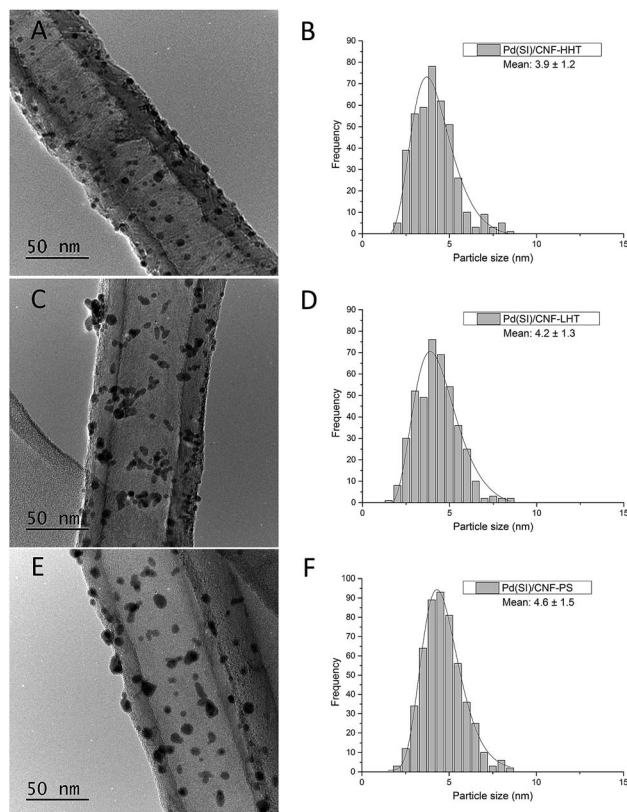 A
50 nm
B
Pd(SI)/CNF-HHT
Mean: 3.9 ± 1.2
Frequency
90
80
70
60
50
40
30
20
10
0
0 5 10 15
Particle size (nm)
C
50 nm
D
Pd(SI)/CNF-LHT
Mean: 4.2 ± 1.3
Frequency
90
80
70
60
50
40
30
20
10
0
0 5 10 15
Particle size (nm)
E
50 nm
F
Pd(SI)/CNF-PS
Mean: 4.6 ± 1.5
Frequency
100
90
80
70
60
50
40
30
20
10
0
0 5 10 15
Particle size (nm)